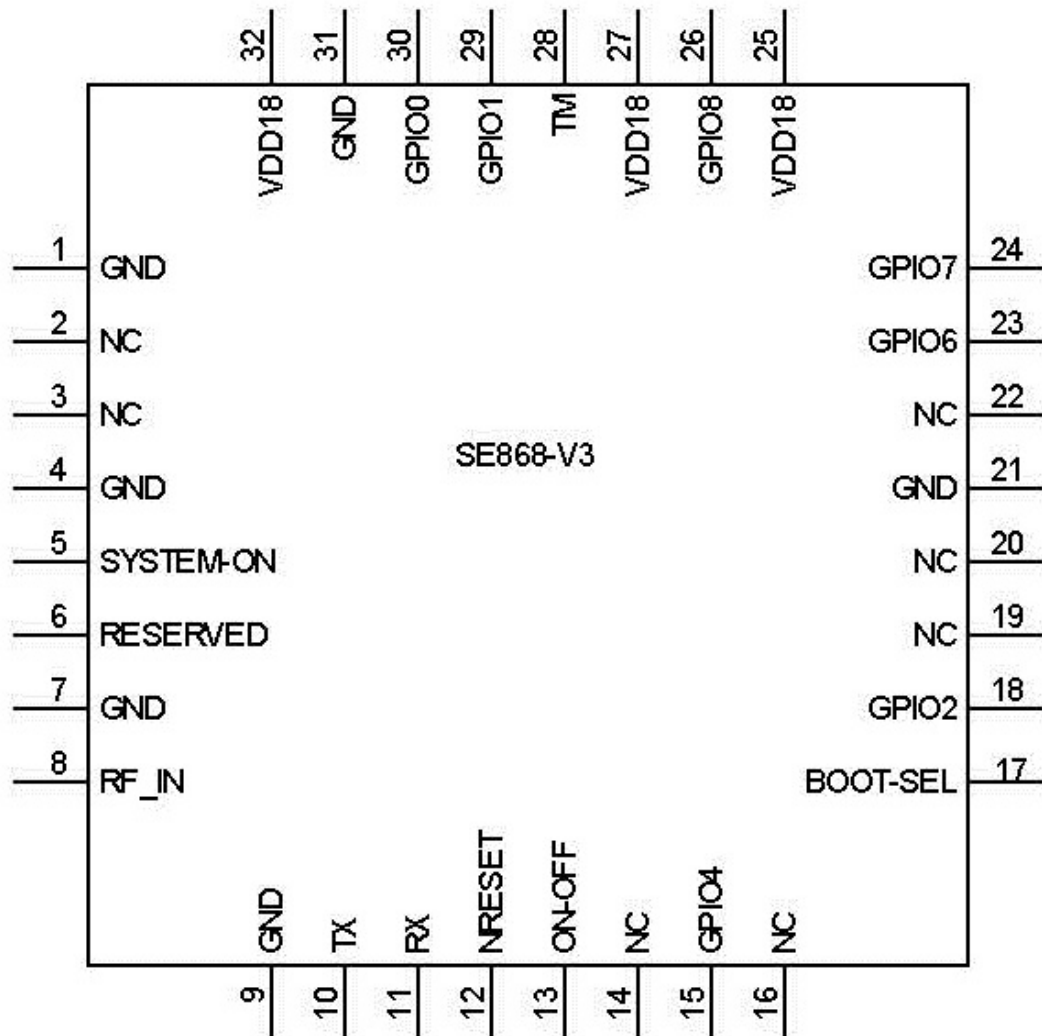 32 31 30 29 28 27 26 25
VDD18 GND GPIO0 GPIO1 TM VDD18 GPIO8 VDD18
1 GND GPIO7 24
2 NC GPIO6 23
3 NC NC 22
SE868-V3
4 GND GND 21
5 SYSTEM-ON NC 20
6 RESERVED NC 19
7 GND GPIO2 18
8 RF_IN BOOT-SEL 17
GND TX RX NRESET ON-OFF NC GPIO4 NC
9 10 11 12 13 14 15 16